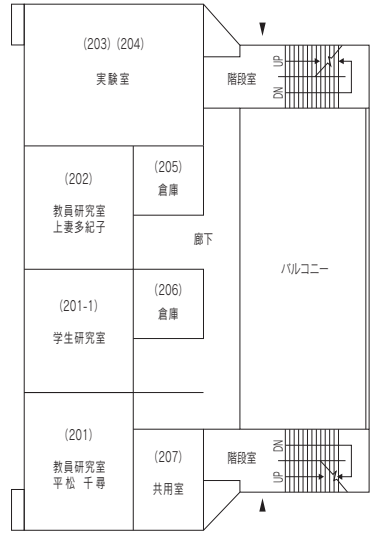 (203) (204)
実験室
階段室
UP
DN
(202)
教員研究室
上妻多紀子
(205)
倉庫
廊下
バルコニー
(201-1)
学生研究室
(206)
倉庫
(201)
教員研究室
平松 千尋
(207)
共用室
階段室
DN
UP